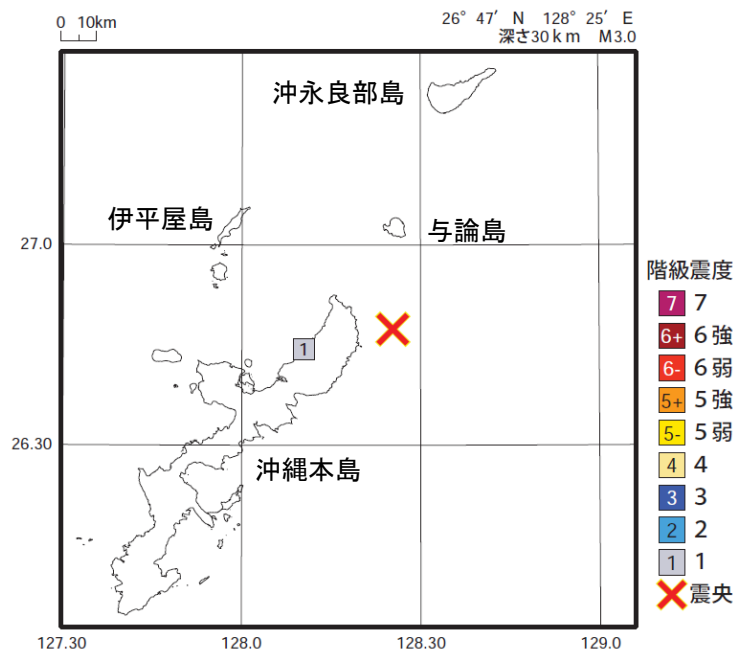 0 10km
26° 47′ N 128° 25′ E
深さ30km M3.0
沖永良部島
伊平屋島
与論島
27.0
階級震度
7 7
6+ 6強
6- 6弱
5+ 5強
5- 5弱
4 4
3 3
2 2
1 1
震央
1
26.30
沖縄本島
127.30 128.0 128.30 129.0